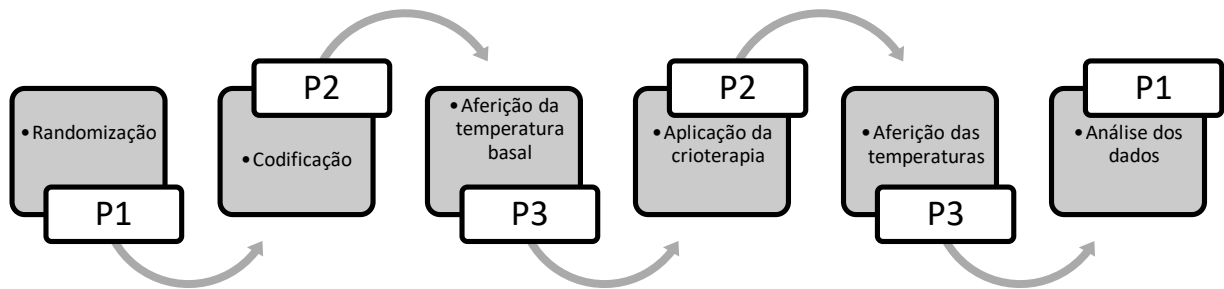 • Randomização
P1
P2
• Codificação
• Aferição da
temperatura
basal
P3
P2
• Aplicação da
crioterapia
• Aferição das
temperaturas
P3
P1
• Análise dos
dados